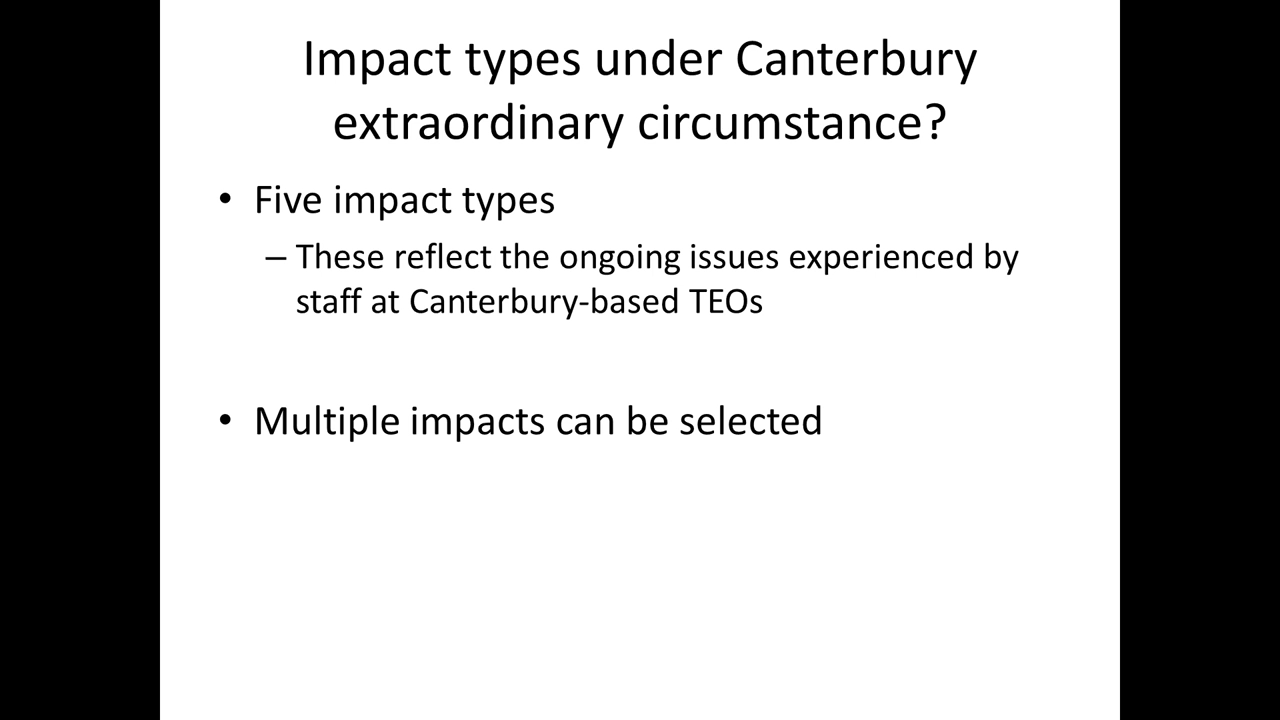 Impact types under Canterbury
extraordinary circumstance?
• Five impact types
– These reflect the ongoing issues experienced by
staff at Canterbury-based TEOs
• Multiple impacts can be selected